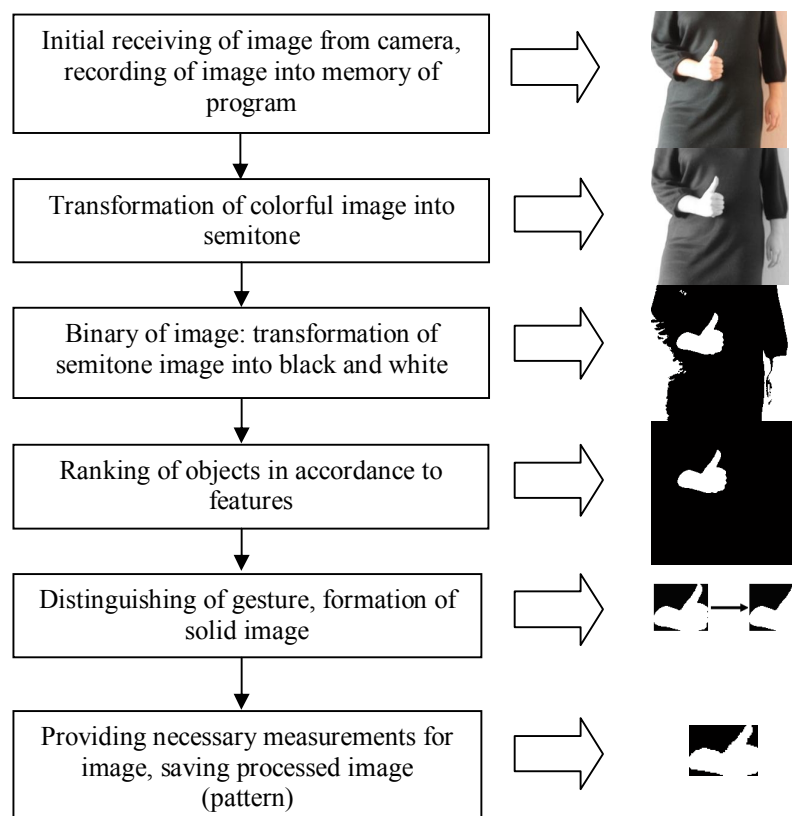 Initial receiving of image from camera,
recording of image into memory of
program
Transformation of colorful image into
semitone
Binary of image: transformation of
semitone image into black and white
Ranking of objects in accordance to
features
Distinguishing of gesture, formation of
solid image
Providing necessary measurements for
image, saving processed image
(pattern)